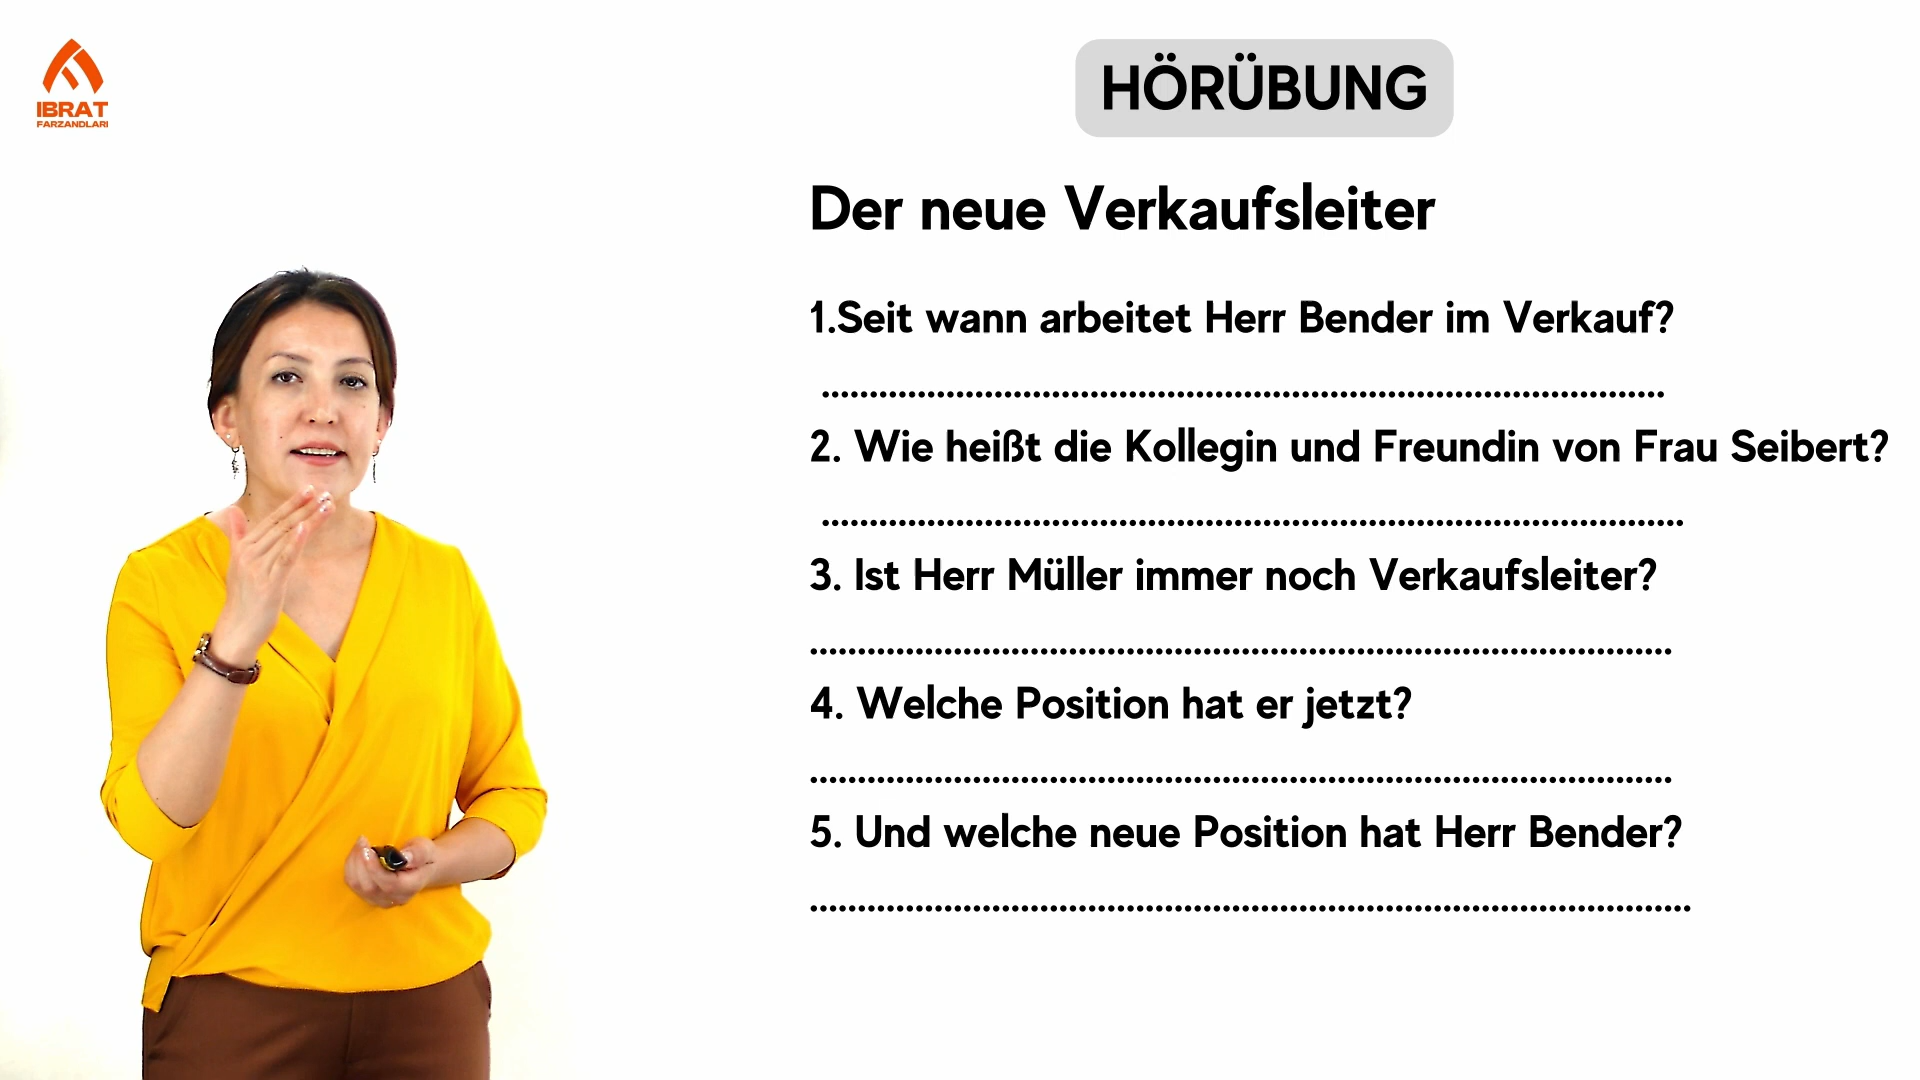 IBRAT
FARZANDLARI
HÖRÜBUNG
Der neue Verkaufsleiter
1.Seit wann arbeitet Herr Bender im Verkauf?
........................................................................................
2. Wie heißt die Kollegin und Freundin von Frau Seibert?
..........................................................................................
3. Ist Herr Müller immer noch Verkaufsleiter?
..........................................................................................
4. Welche Position hat er jetzt?
..........................................................................................
5. Und welche neue Position hat Herr Bender?
............................................................................................